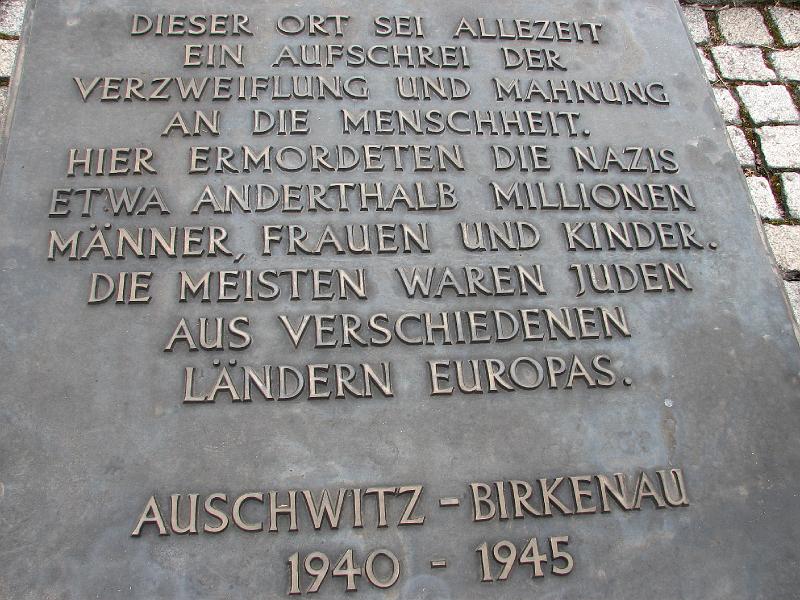 DIESER ORT SEI ALLEZEIT
EIN AUFSCHREI DER
VERZWEIFLUNG UND MAHNUNG
AN DIE MENSCHHEIT.
HIER ERMORDETEN DIE NAZIS
ETWA ANDERTHALB MILLIONEN
MÄNNER, FRAUEN UND KINDER.
DIE MEISTEN WAREN JUDEN
AUS VERSCHIEDENEN
LÄNDERN EUROPAS.
AUSCHWITZ - BIRKENAU
1940 - 1945